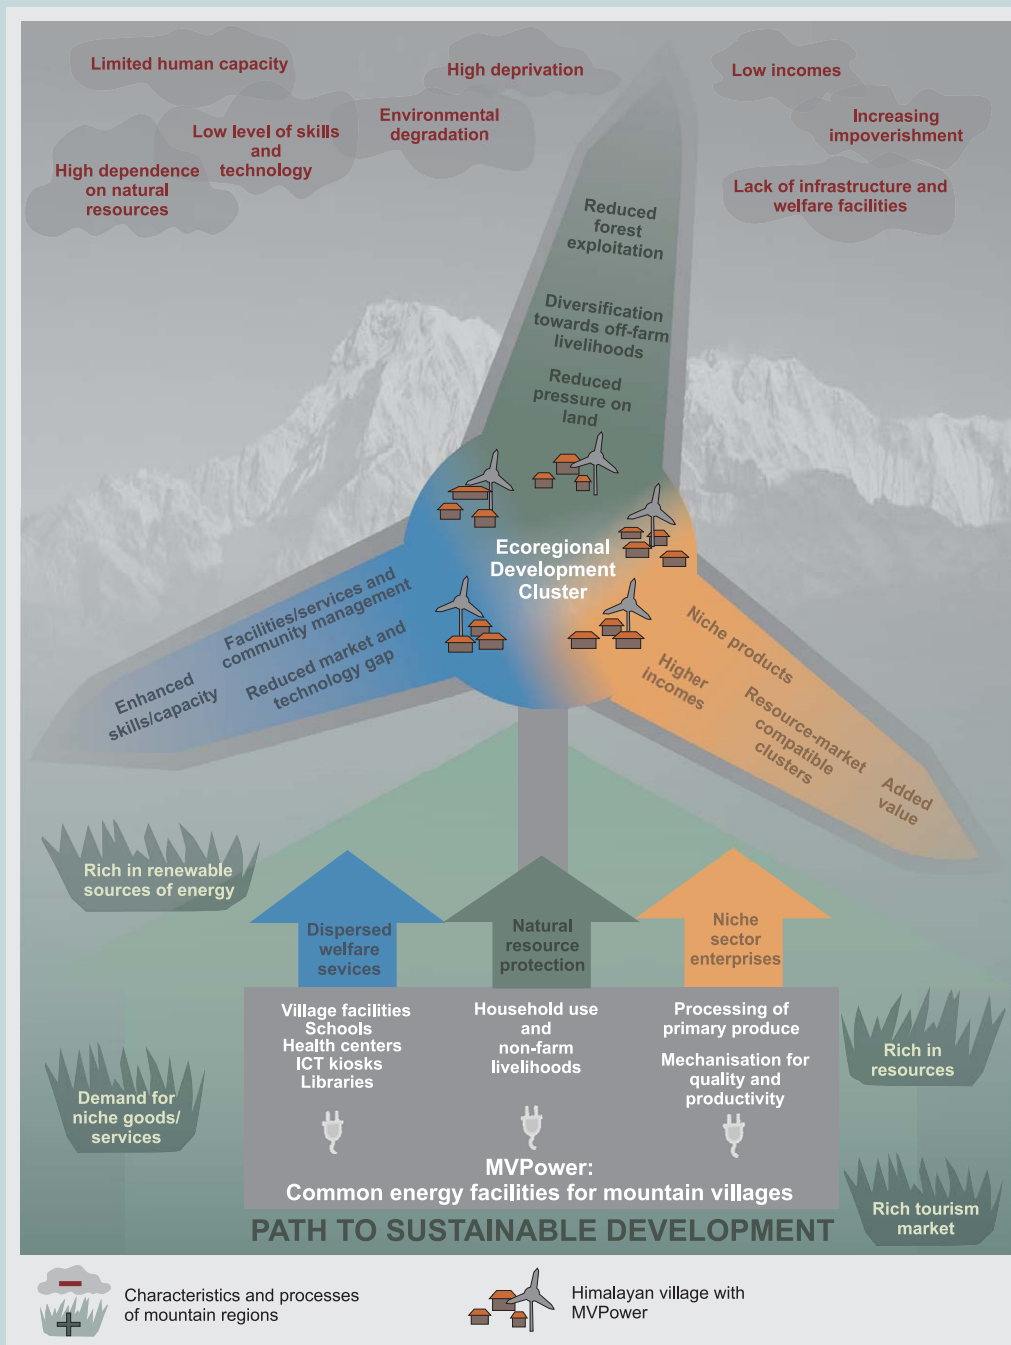 Limited human capacity
High deprivation
Low incomes
Environmental
degradation
Increasing
impoverishment
Low level of skills
and
technology
High dependence
on natural
resources
Lack of infrastructure and
welfare facilities
Reduced
forest
exploitation
Diversification
towards off-farm
livelihoods
Reduced
pressure on
land
Ecoregional
Development
Cluster
Facilities/services and
community management
Reduced market and
technology gap
Enhanced
skills/capacity
Niche products
Higher
incomes
Resource-market
compatible
clusters
Added
value
Rich in renewable
sources of energy
Dispersed
welfare
sevices
Natural
resource
protection
Niche
sector
enterprises
Village facilities
Schools
Health centers
ICT kiosks
Libraries
Household use
and
non-farm
livelihoods
Processing of
primary produce
Mechanisation for
quality and
productivity
Rich in
resources
Demand for
niche goods/
services
MVPower:
Common energy facilities for mountain villages
Rich tourism
market
PATH TO SUSTAINABLE DEVELOPMENT
Characteristics and processes
of mountain regions
Himalayan village with
MVPower